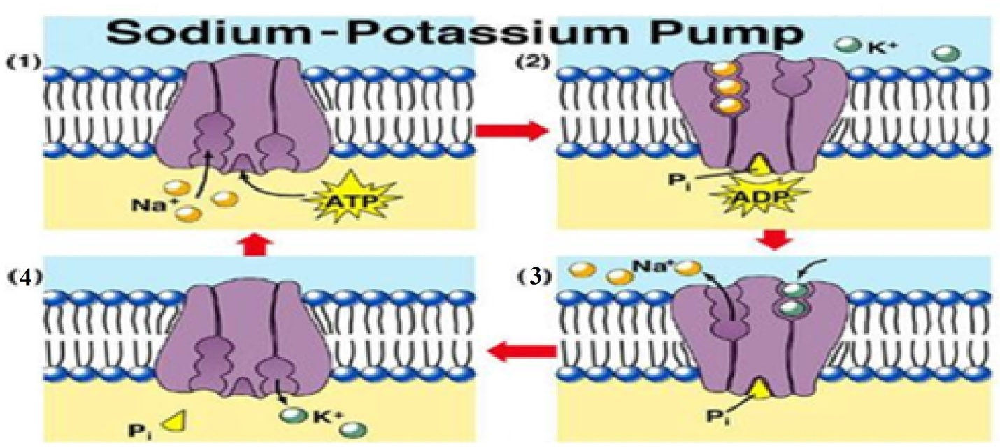 Sodium-Potassium Pump
(1)
Na+
ATP
(2)
K+
Pi
ADP
(3)
Na+
Pi
(4)
Pi
K+